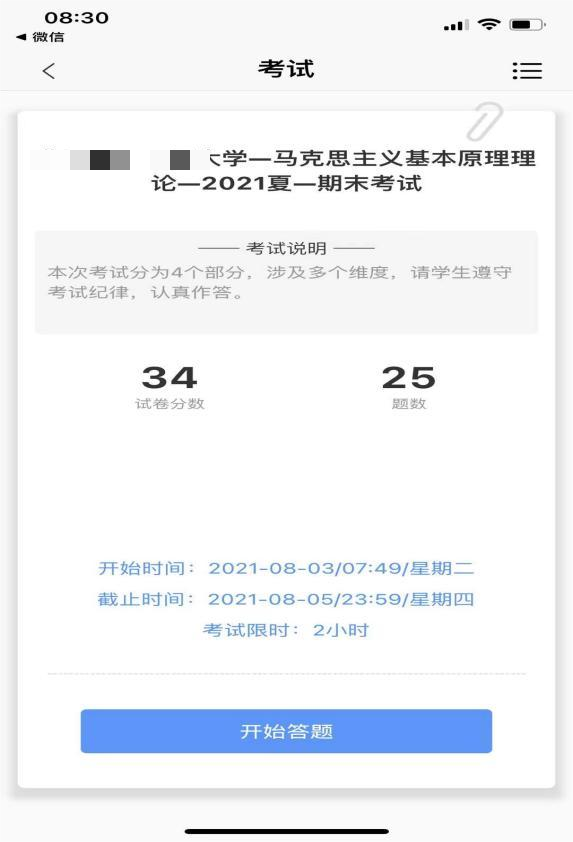 08:30
◀ 微信
考试
大学—马克思主义基本原理理
论—2021夏—期末考试
考试说明
本次考试分为4个部分，涉及多个维度，请学生遵守
考试纪律，认真作答。
34 25
试卷分数 题数
开始时间：2021-08-03/07:49/星期二
截止时间：2021-08-05/23:59/星期四
考试限时：2小时
开始答题